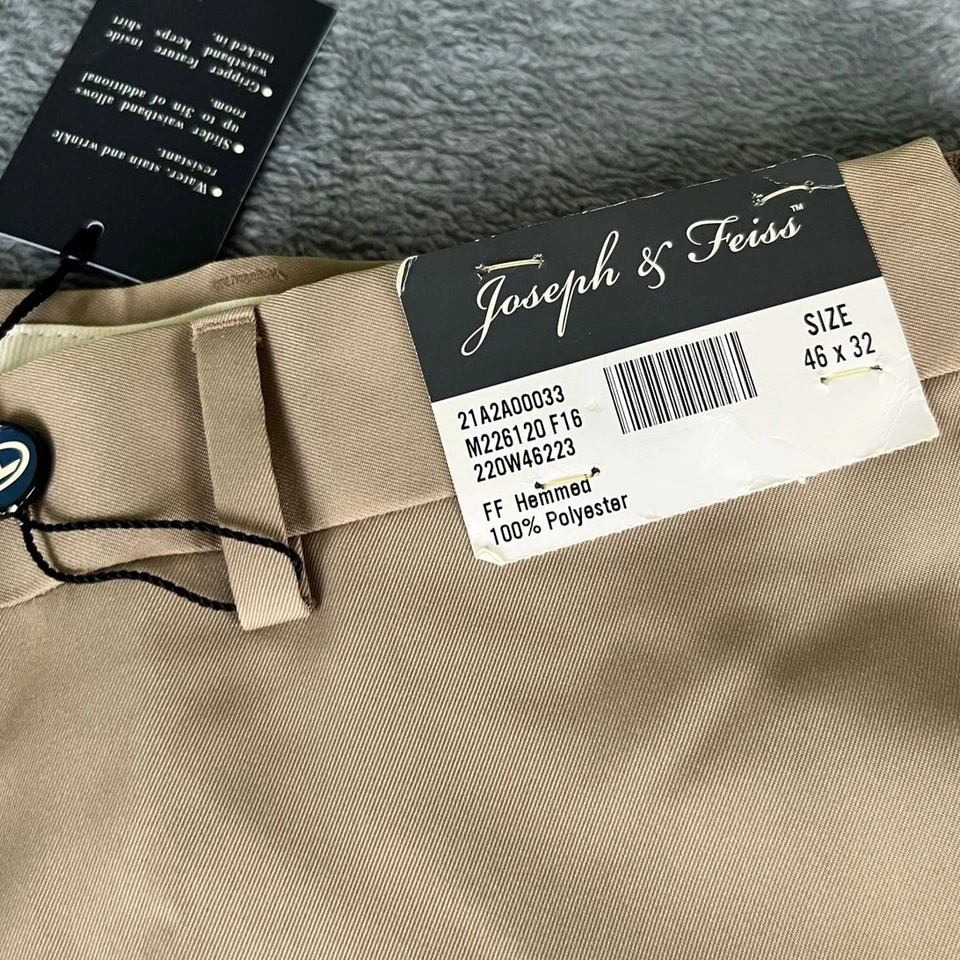 • Water, stain and wrinkle
resistant.
• Slider waistband allows
up to 3in of additional
room.
• Gripper feature inside
waistband keeps shirt
tucked in.
Joseph & Feiss™
SIZE
46 x 32
21A2A00033
M226120 F16
220W46223
FF Hemmed
100% Polyester